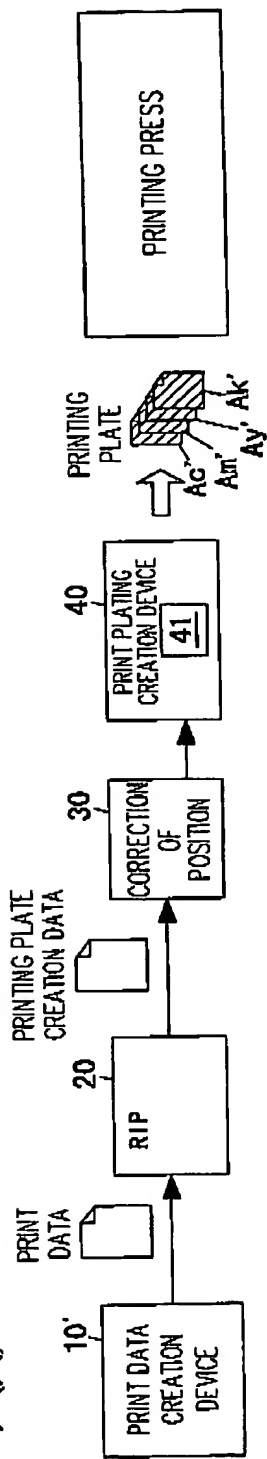 10'
PRINT DATA
CREATION
DEVICE
PRINT
DATA
20
RIP
PRINTING PLATE
CREATION DATA
30
CORRECTION
OF
POSITION
40
PRINT PLATING
CREATION DEVICE
41
PRINTING
PLATE
Ac'
Am'
Ay'
Ak'
PRINTING PRESS